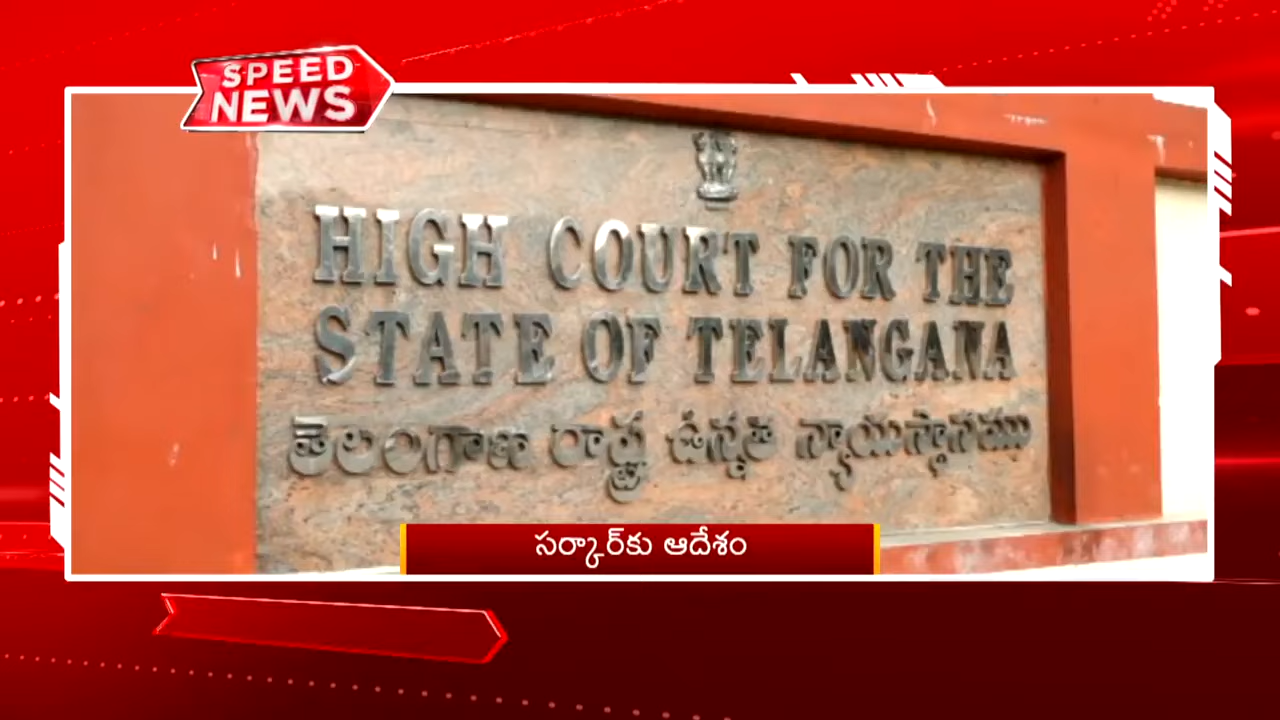 SPEED
NEWS
HIGH COURT FOR THE
STATE OF TELANGANA
తెలంగాణ రాష్ట్ర ఉన్నత న్యాయస్థానము
సర్కార్‌కు ఆదేశం